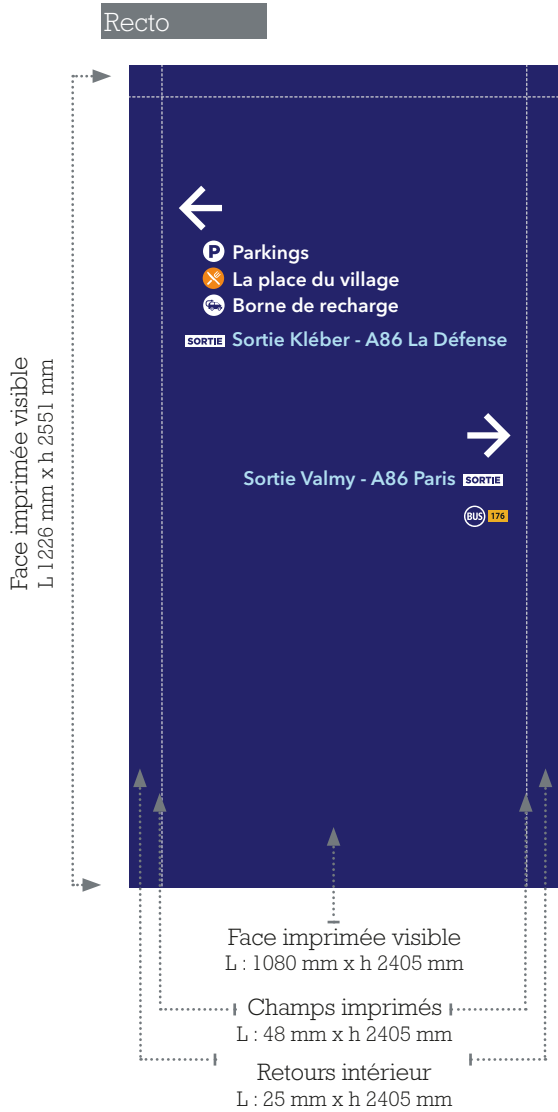 Recto
Face imprimée visible
L 1226 mm x h 2551 mm
P Parkings
La place du village
Borne de recharge
SORTIE Sortie Kléber - A86 La Défense
Sortie Valmy - A86 Paris SORTIE
BUS 176
Face imprimée visible
L : 1080 mm x h 2405 mm
Champs imprimés
L : 48 mm x h 2405 mm
Retours intérieur
L : 25 mm x h 2405 mm